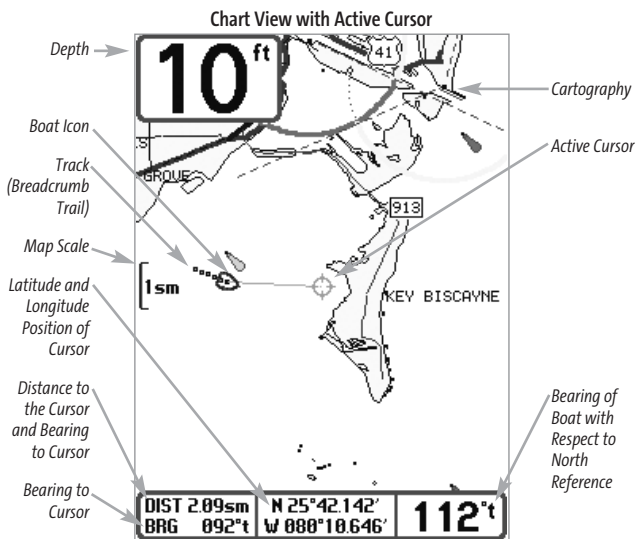 Chart View with Active Cursor
Depth
10 ft
41
Cartography
Boat Icon
Active Cursor
S
GROVE
Track
(Breadcrumb
Trail)
913
Map Scale
1sm
KEY BISCAYNE
Latitude and
Longitude
Position of
Cursor
Distance to
the Cursor
and Bearing
to Cursor
Bearing of
Boat with
Respect to
North
Reference
Bearing to
Cursor
DIST 2.09sm
BRG 092°t
N 25°42.142'
W 080°10.646'
112°t